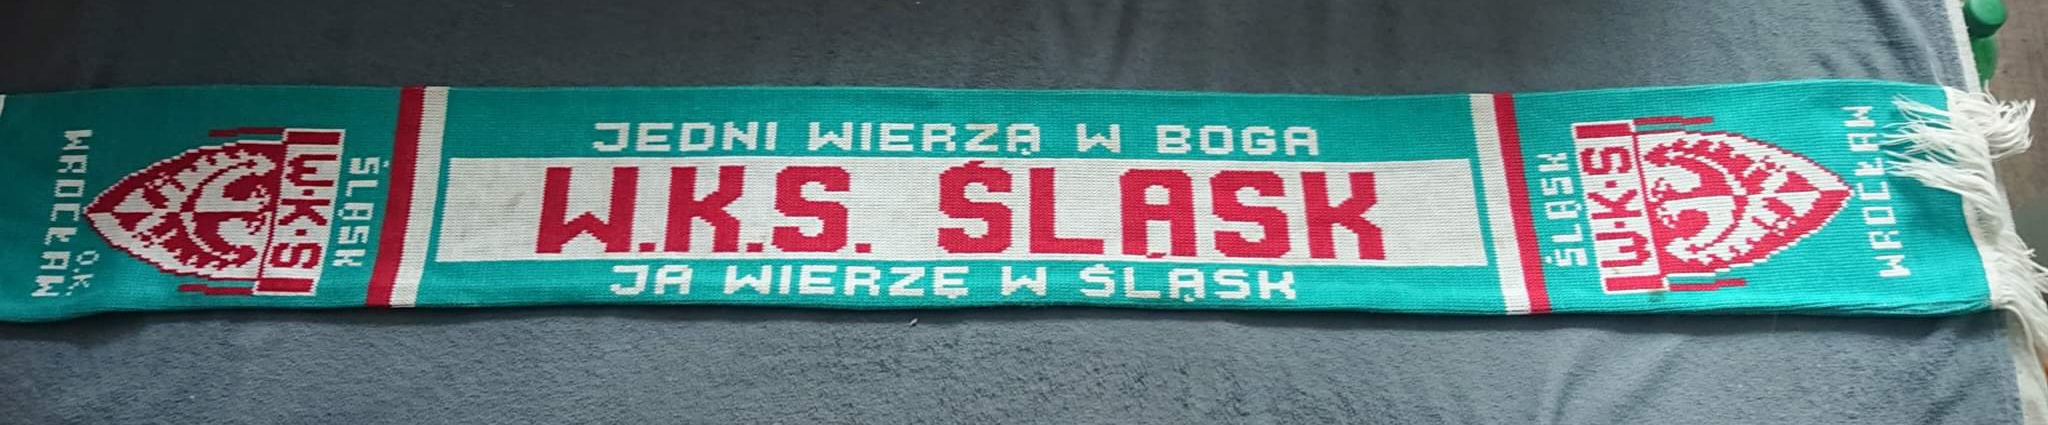 WROCŁAW
O.K.
W·K·S
ŚLĄSK
JEDNI WIERZĄ W BOGA
W.K.S. ŚLĄSK
JA WIERZĘ W ŚLĄSK
ŚLĄSK
W·K·S
WROCŁAW